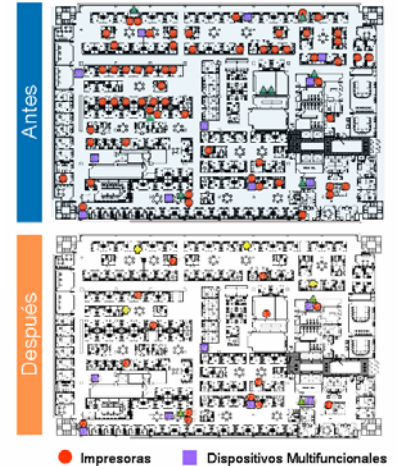 Antes
Después
Impresoras
Dispositivos Multifuncionales